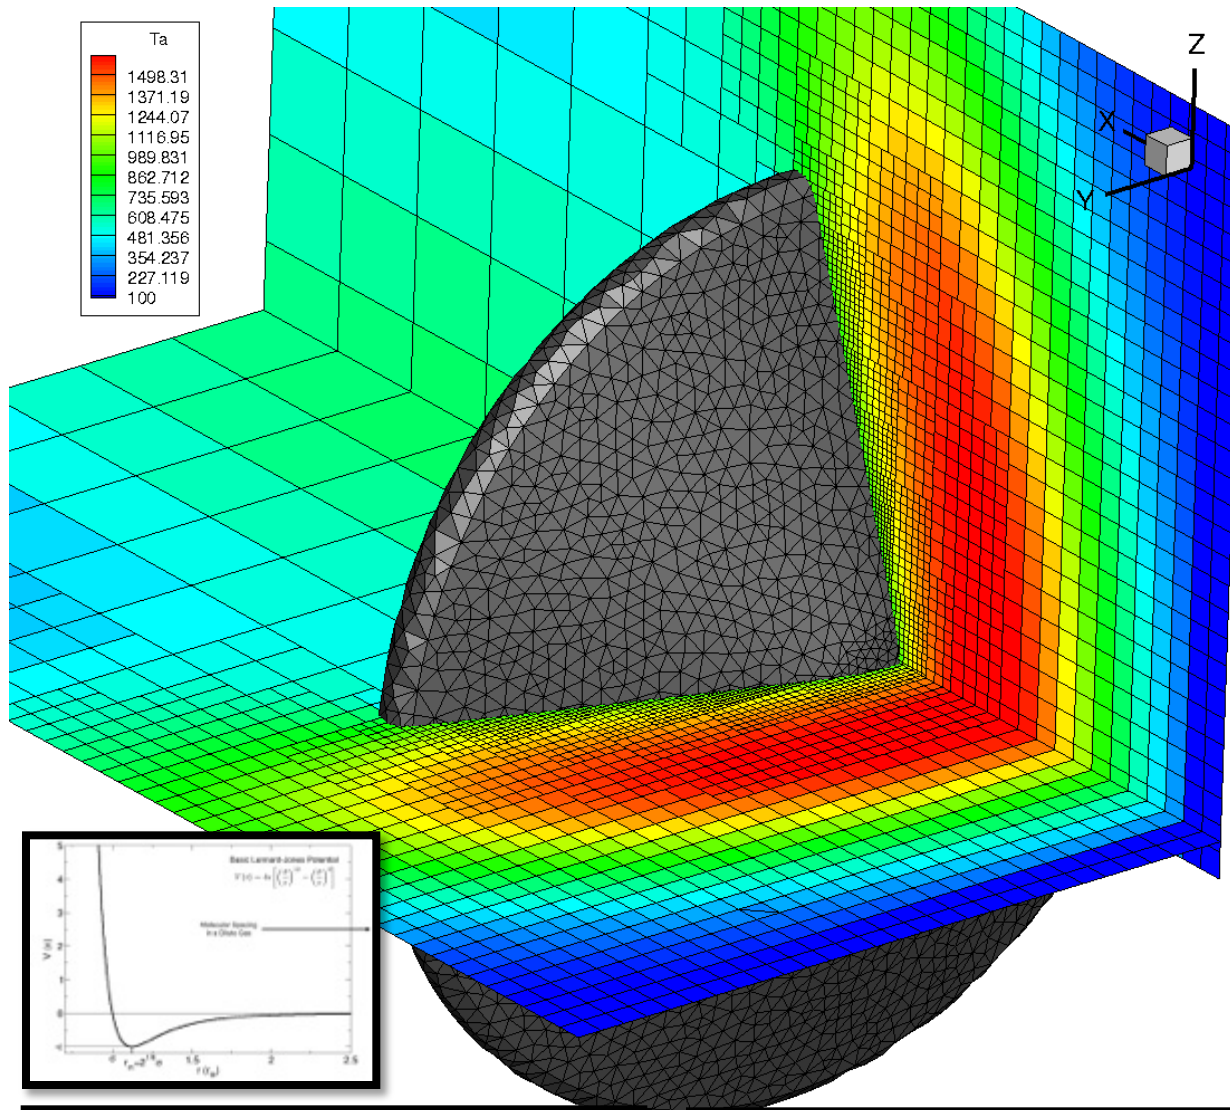 Ta
1498.31
1371.19
1244.07
1116.95
989.831
862.712
735.593
608.475
481.356
354.237
227.119
100
Z
X
Y
Basic Lennard-Jones Potential
Molecular Spacing
in a Dilute Gas
V (ε)
5
4
3
2
1
0
-1
σ
1.5
2
2.5